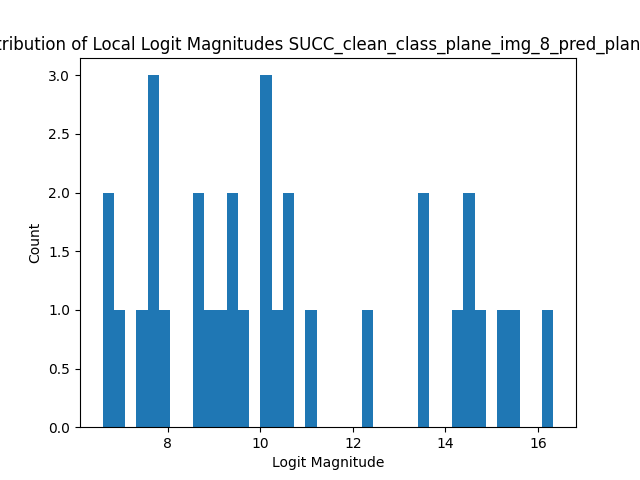 tribution of Local Logit Magnitudes SUCC_clean_class_plane_img_8_pred_plan
3.0
2.5
2.0
1.5
1.0
0.5
0.0
Count
8 10 12 14 16
Logit Magnitude